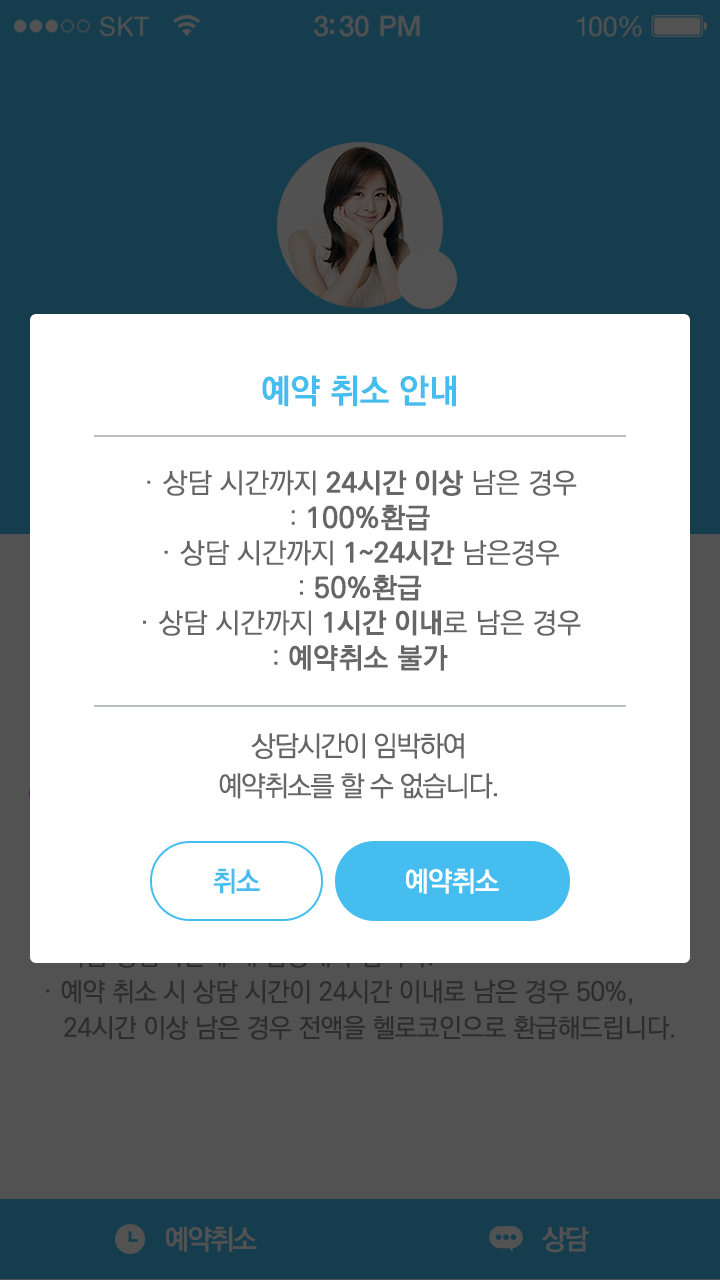 SKT 3:30 PM 100%
예약 취소 안내
· 상담 시간까지 24시간 이상 남은 경우
: 100%환급
· 상담 시간까지 1~24시간 남은경우
: 50%환급
· 상담 시간까지 1시간 이내로 남은 경우
: 예약취소 불가
상담시간이 임박하여
예약취소를 할 수 없습니다.
취소 예약취소
· 예약 취소 시 상담 시간이 24시간 이내로 남은 경우 50%,
24시간 이상 남은 경우 전액을 헬로코인으로 환급해드립니다.
예약취소 상담